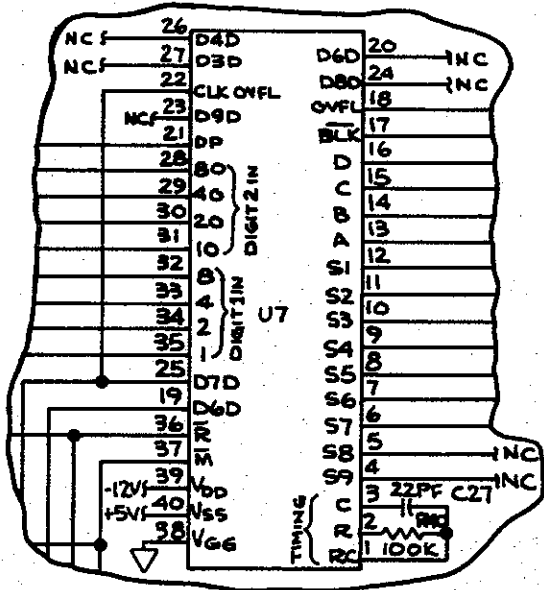 NC 26 D4D
NC 27 D3D
22 CLK OVFL
NC 23 D9D
21 DP
28 80
29 40
30 20
31 10
DIGIT 2 IN
32 8
33 4
34 2
35 1
DIGIT 1 IN
25 D7D
19 D6D
36 R
37 M
-12V 39 VDD
+5V 40 VSS
38 VGG
U7
D6D 20 NC
D8D 24 NC
OVFL 18
BLK 17
D 16
C 15
B 14
A 13
S1 12
S2 11
S3 10
S4 9
S5 8
S6 7
S7 6
S8 5 NC
S9 4 NC
TIMING
C 3 22PF C27
R 2 100K
RC 1